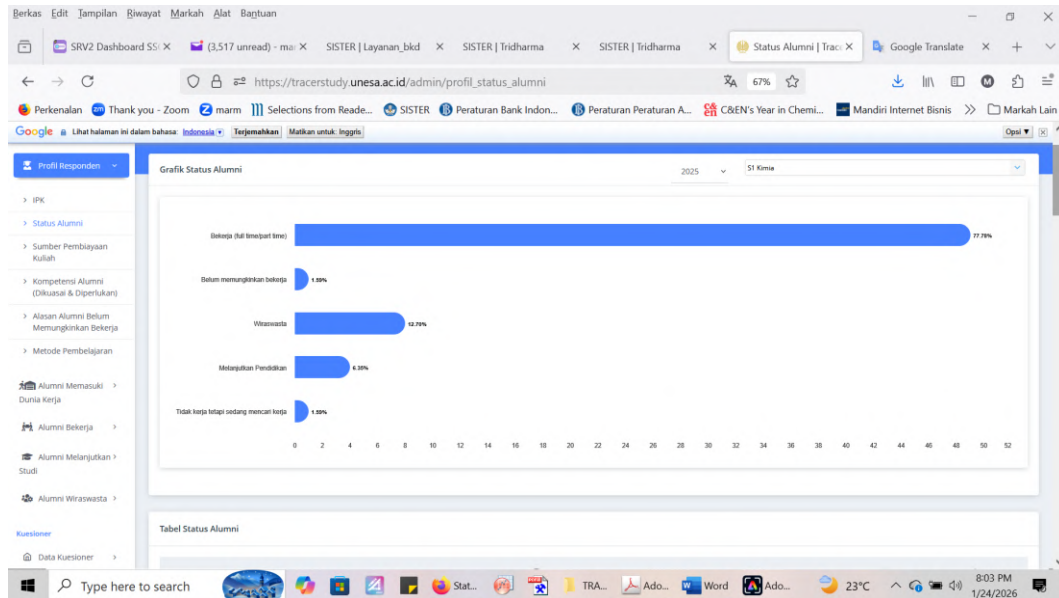 Berkas Edit Tampilan Riwayat Markah Alat Bantuan
SRV2 Dashboard SS
(3,517 unread) - ma
SISTER | Layanan_bkd
SISTER | Tridharma
SISTER | Tridharma
Status Alumni | Trac
Google Translate
https://tracerstudy.unesa.ac.id/admin/profil_status_alumni
67%
M
Perkenalan
Thank you - Zoom
marm
Selections from Reade...
SISTER
Peraturan Bank Indon...
Peraturan Peraturan A...
C&EN's Year in Chemi...
Mandiri Internet Bisnis
Markah Lain
Google Lihat halaman ini dalam bahasa: Indonesia Terjemahkan Matikan untuk: Inggris Opsi
Profil Responden
IPK
Status Alumni
Sumber Pembiayaan
Kuliah
Kompetensi Alumni
(Dikuasai & Diperlukan)
Alasan Alumni Belum
Memungkinkan Bekerja
Metode Pembelajaran
Alumni Memasuki
Dunia Kerja
Alumni Bekerja
Alumni Melanjutkan
Studi
Alumni Wiraswasta
Kuesioner
Data Kuesioner
Grafik Status Alumni
2025
S1 Kimia
Bekerja (full time/part time) 77.78%
Belum memungkinkan bekerja 1.59%
Wiraswasta 12.70%
Melanjutkan Pendidikan 6.35%
Tidak kerja tetapi sedang mencari kerja 1.59%
0 2 4 6 8 10 12 14 16 18 20 22 24 26 28 30 32 34 36 38 40 42 44 46 48 50 52
Tabel Status Alumni
Type here to search
Stat...
TRA...
Ado...
Word
Ado...
23°C
8:03 PM
1/24/2026